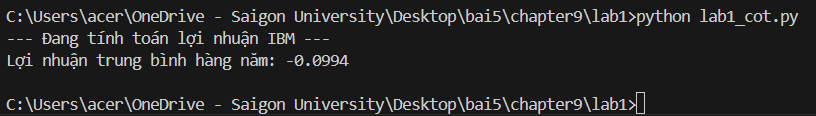 C:\Users\acer\OneDrive - Saigon University\Desktop\bai5\chapter9\lab1>python lab1_cot.py
--- Đang tính toán lợi nhuận IBM ---
Lợi nhuận trung bình hàng năm: -0.0994
C:\Users\acer\OneDrive - Saigon University\Desktop\bai5\chapter9\lab1>